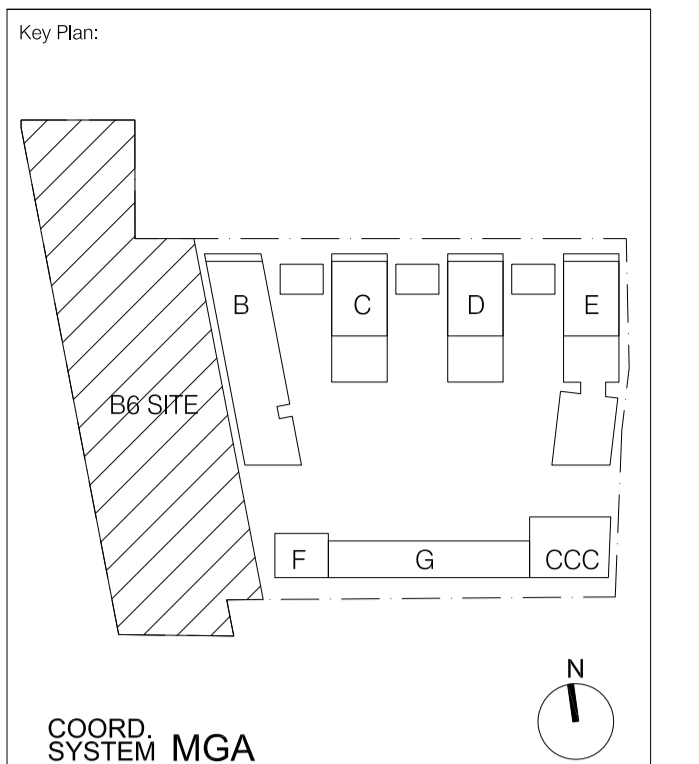 Key Plan:
B C D E
B6 SITE
F G CCC
N
COORD.
SYSTEM MGA